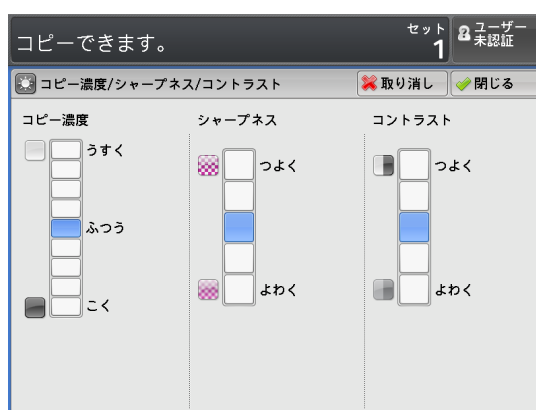 コピーできます。
セット
1
ユーザー
未認証
コピー濃度/シャープネス/コントラスト
取り消し
閉じる
コピー濃度
シャープネス
コントラスト
うすく
ふつう
こく
つよく
よわく
つよく
よわく